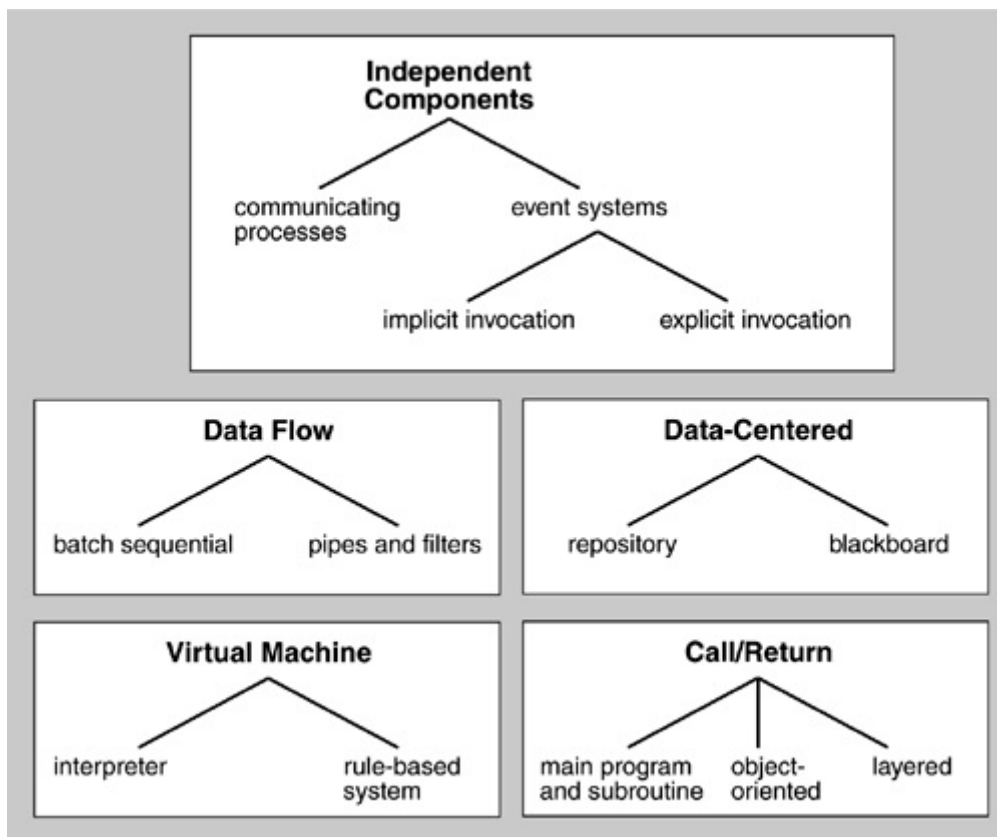 Independent
Components
communicating
processes
event systems
implicit invocation
explicit invocation
Data Flow
batch sequential
pipes and filters
Data-Centered
repository
blackboard
Virtual Machine
interpreter
rule-based
system
Call/Return
main program
and subroutine
object-
oriented
layered